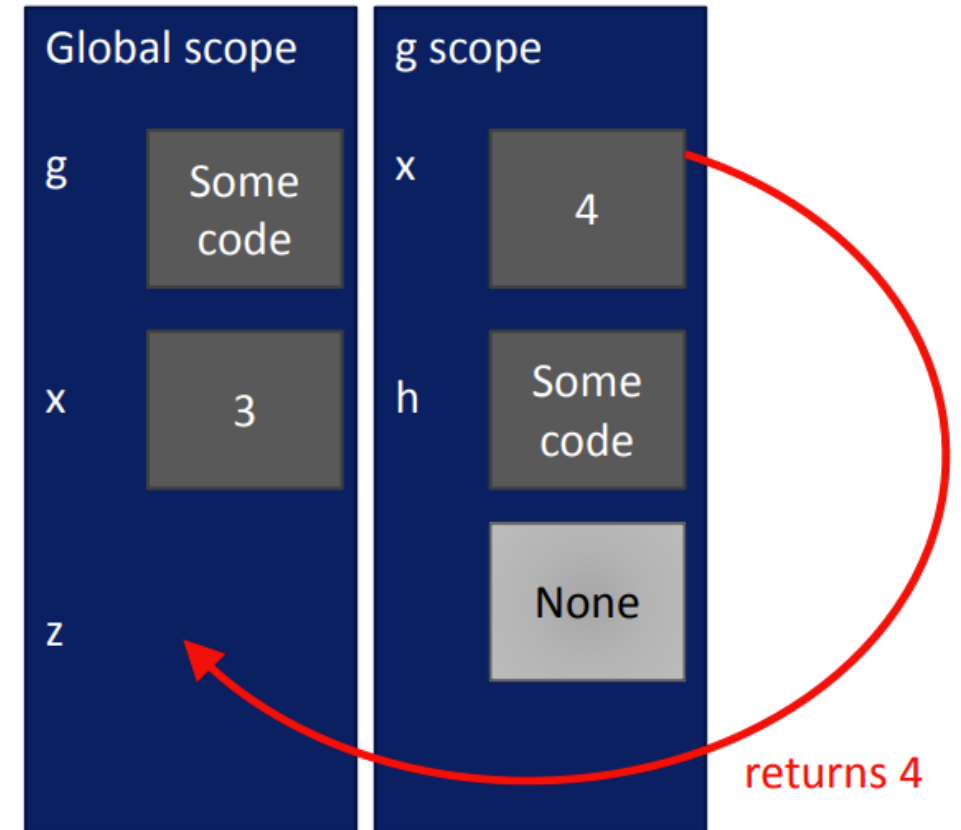 Global scope
g
Some
code
x
3
z
g scope
x
4
h
Some
code
None
returns 4